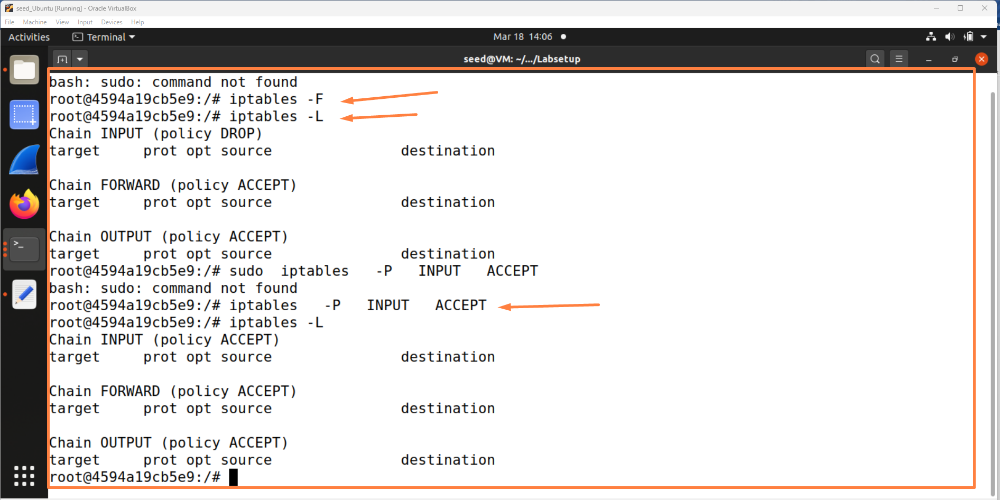 seed_Ubuntu [Running] - Oracle VirtualBox
File Machine View Input Devices Help
Activities Terminal Mar 18 14:06
seed@VM: ~/.../Labsetup
bash: sudo: command not found
root@4594a19cb5e9:/# iptables -F
root@4594a19cb5e9:/# iptables -L
Chain INPUT (policy DROP)
target     prot opt source               destination
Chain FORWARD (policy ACCEPT)
target     prot opt source               destination
Chain OUTPUT (policy ACCEPT)
target     prot opt source               destination
root@4594a19cb5e9:/# sudo  iptables   -P   INPUT   ACCEPT
bash: sudo: command not found
root@4594a19cb5e9:/# iptables   -P   INPUT   ACCEPT
root@4594a19cb5e9:/# iptables -L
Chain INPUT (policy ACCEPT)
target     prot opt source               destination
Chain FORWARD (policy ACCEPT)
target     prot opt source               destination
Chain OUTPUT (policy ACCEPT)
target     prot opt source               destination
root@4594a19cb5e9:/#